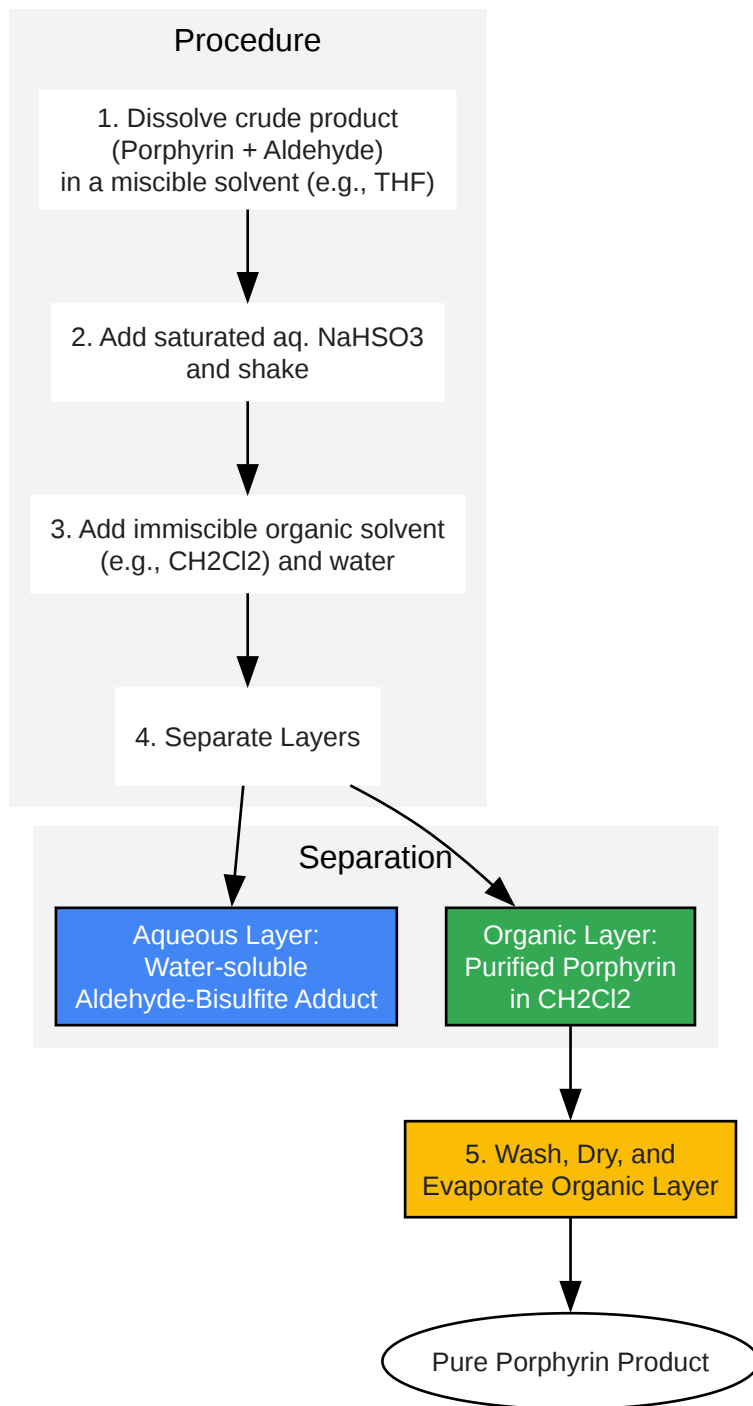 Procedure
1. Dissolve crude product
(Porphyrin + Aldehyde)
in a miscible solvent (e.g., THF)
2. Add saturated aq. NaHSO3
and shake
3. Add immiscible organic solvent
(e.g., CH2Cl2) and water
4. Separate Layers
Separation
Aqueous Layer:
Water-soluble
Aldehyde-Bisulfite Adduct
Organic Layer:
Purified Porphyrin
in CH2Cl2
5. Wash, Dry, and
Evaporate Organic Layer
Pure Porphyrin Product